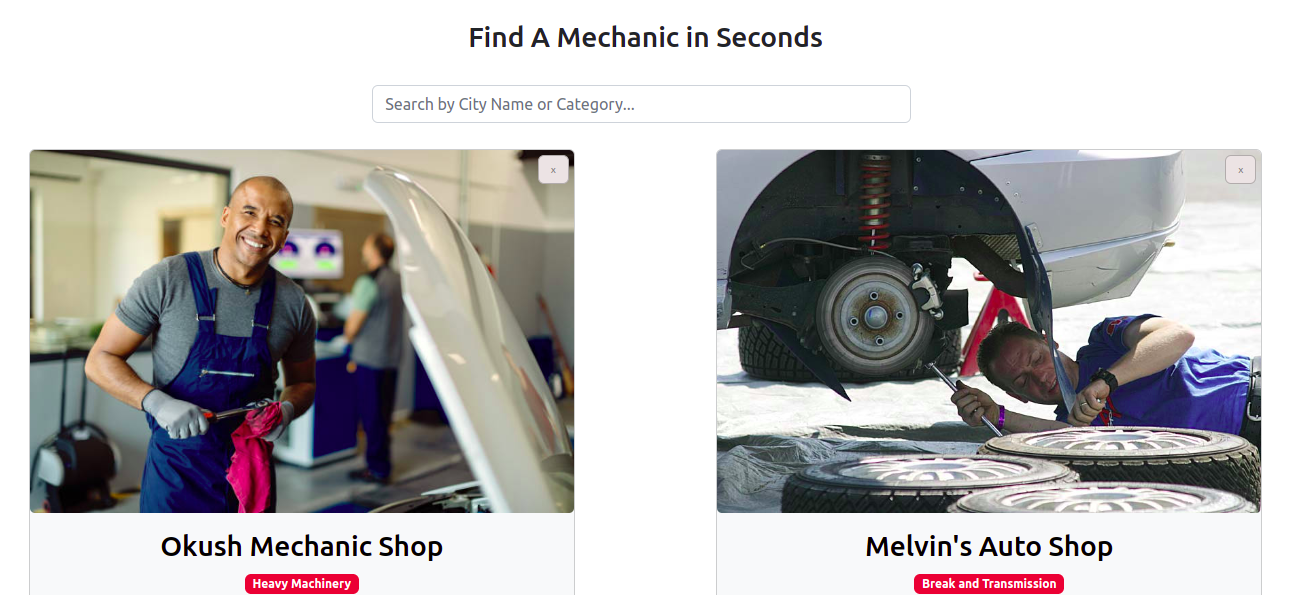 Find A Mechanic in Seconds
Search by City Name or Category...
x
x
Okush Mechanic Shop
Melvin's Auto Shop
Heavy Machinery
Break and Transmission